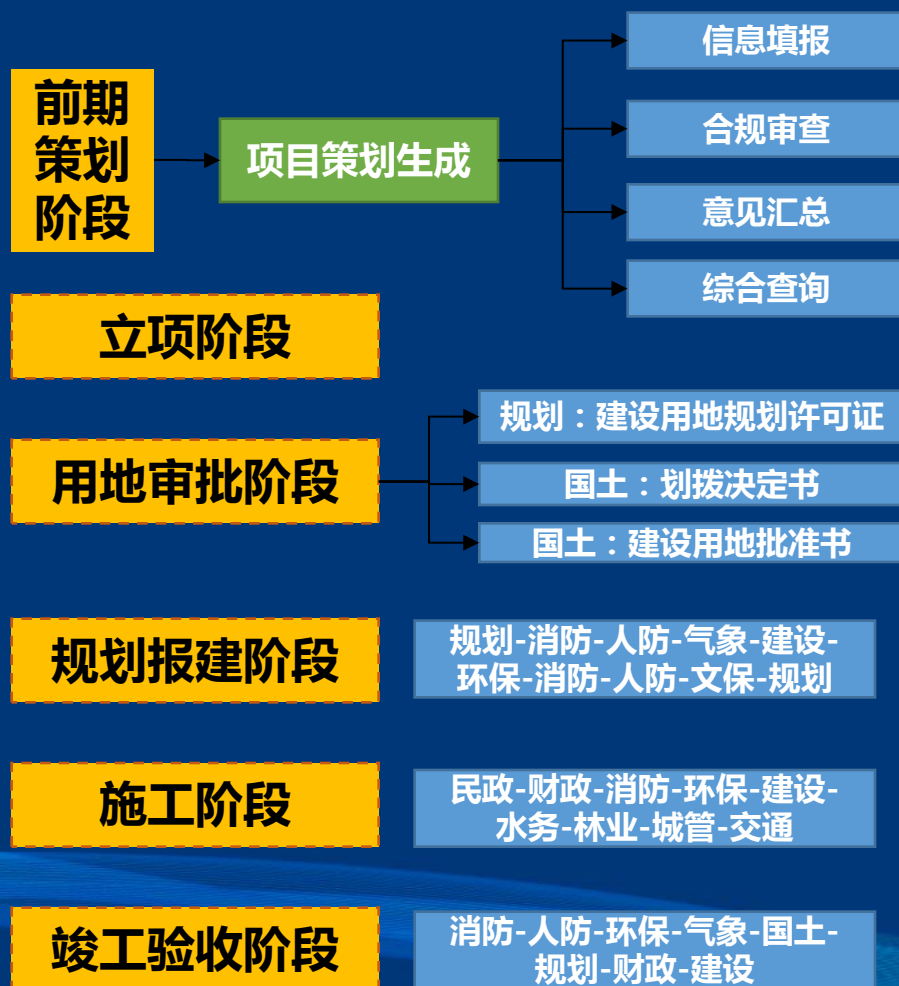 前期
策划
阶段
项目策划生成
信息填报
合规审查
意见汇总
综合查询
立项阶段
用地审批阶段
规划：建设用地规划许可证
国土：划拨决定书
国土：建设用地批准书
规划报建阶段
规划-消防-人防-气象-建设-
环保-消防-人防-文保-规划
施工阶段
民政-财政-消防-环保-建设-
水务-林业-城管-交通
竣工验收阶段
消防-人防-环保-气象-国土-
规划-财政-建设